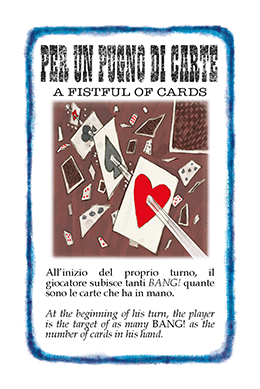 PER UN PUGNO DI CARTE
A FISTFUL OF CARDS
All'inizio del proprio turno, il
giocatore subisce tanti BANG! quante
sono le carte che ha in mano.
At the beginning of his turn, the player
is the target of as many BANG! as the
number of cards in his hand.